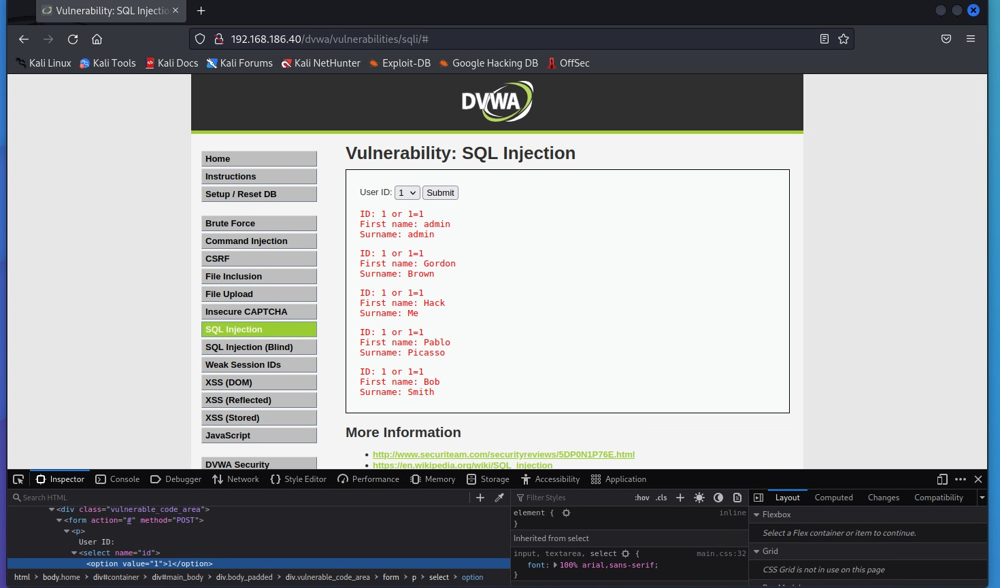 Vulnerability: SQL Injectio
192.168.186.40/dvwa/vulnerabilities/sqli/#
Kali Linux Kali Tools Kali Docs Kali Forums Kali NetHunter Exploit-DB Google Hacking DB OffSec
DVWA
Home
Instructions
Setup / Reset DB
Brute Force
Command Injection
CSRF
File Inclusion
File Upload
Insecure CAPTCHA
SQL Injection
SQL Injection (Blind)
Weak Session IDs
XSS (DOM)
XSS (Reflected)
XSS (Stored)
JavaScript
DVWA Security
Vulnerability: SQL Injection
User ID: 1 Submit
ID: 1 or 1=1
First name: admin
Surname: admin
ID: 1 or 1=1
First name: Gordon
Surname: Brown
ID: 1 or 1=1
First name: Hack
Surname: Me
ID: 1 or 1=1
First name: Pablo
Surname: Picasso
ID: 1 or 1=1
First name: Bob
Surname: Smith
More Information
• http://www.securiteam.com/securityreviews/5DP0N1P76E.html
• https://en.wikipedia.org/wiki/SQL_injection
Inspector Console Debugger Network Style Editor Performance Memory Storage Accessibility Application
Search HTML
<div class="vulnerable_code_area">
<form action="#" method="POST">
<p>
User ID:
<select name="id">
<option value="1">1</option>
html > body.home > div#container > div#main_body > div.body_padded > div.vulnerable_code_area > form > p > select > option
Filter Styles :hov .cls
element { inline
}
Inherited from select
input, textarea, select { main.css:32
font: 100% arial,sans-serif;
}
Layout Computed Changes Compatibility
Flexbox
Select a Flex container or item to continue.
Grid
CSS Grid is not in use on this page